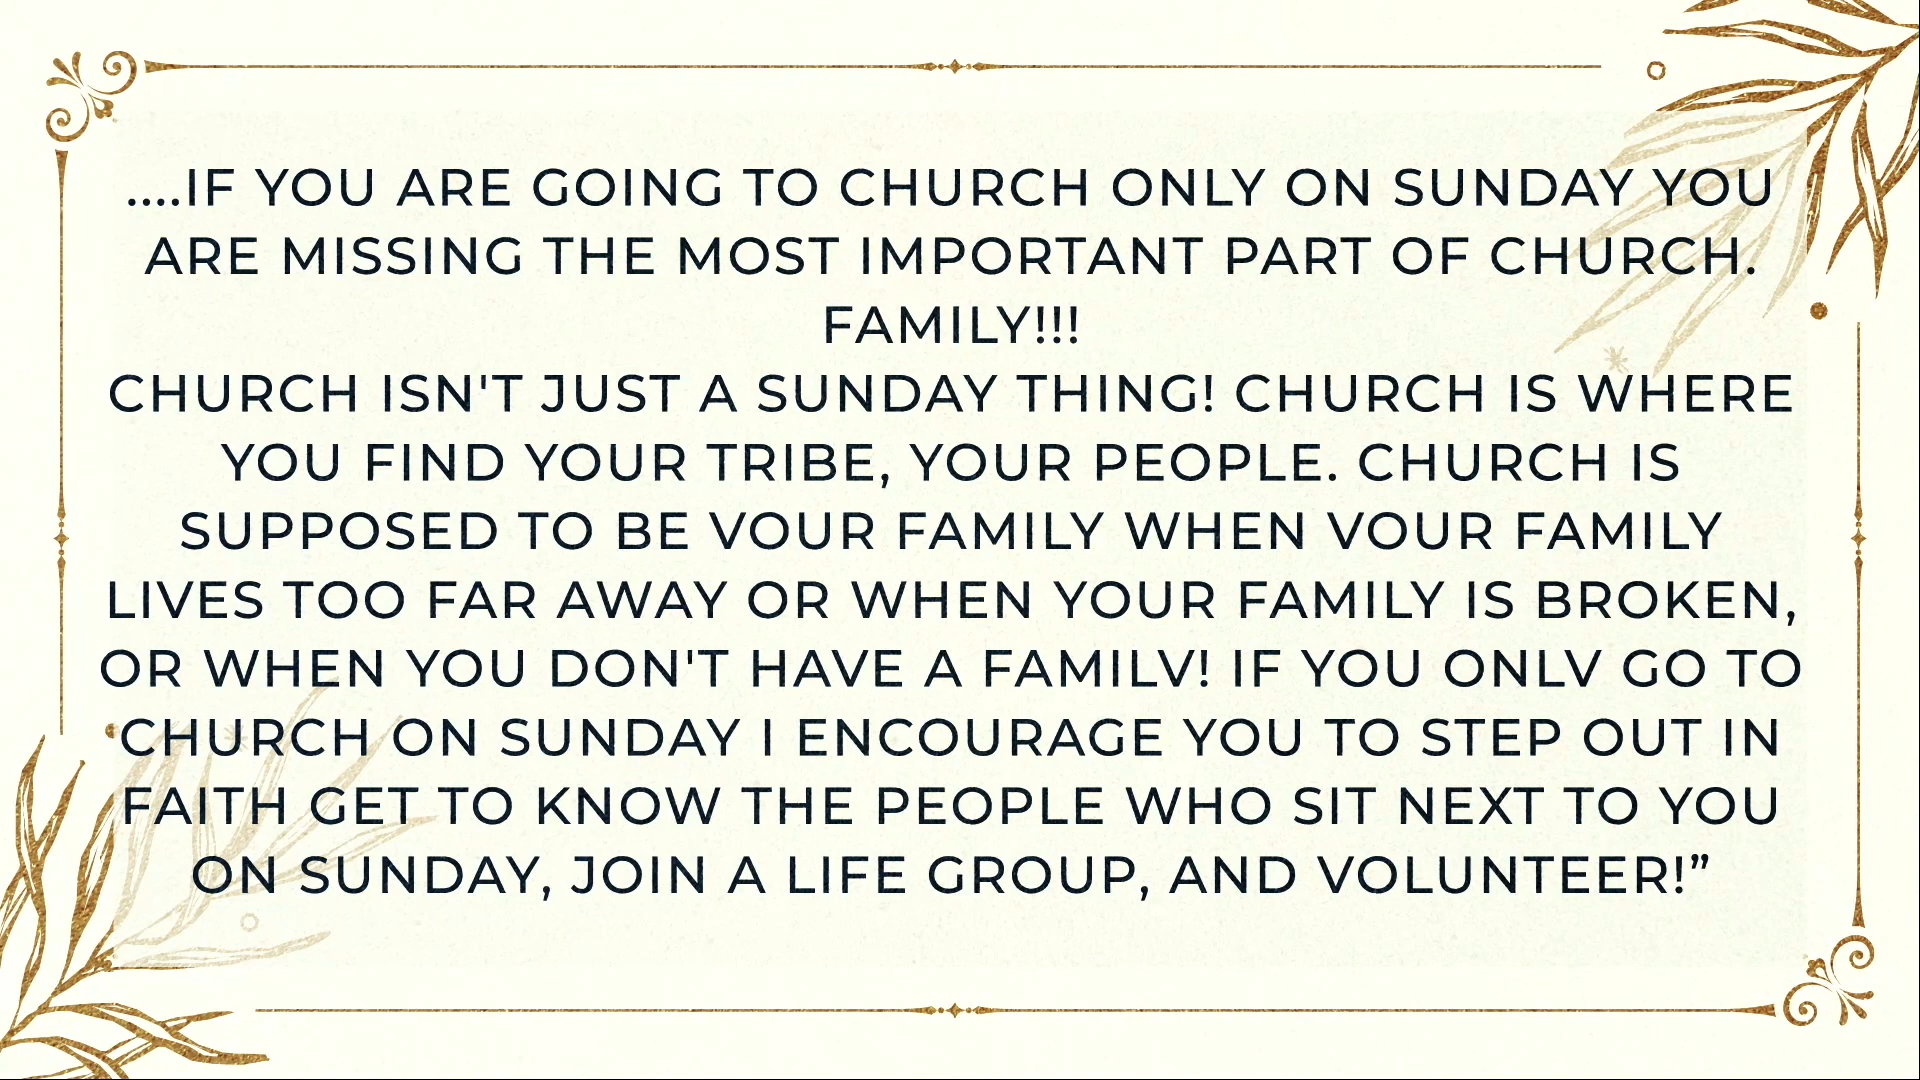 ....IF YOU ARE GOING TO CHURCH ONLY ON SUNDAY YOU
ARE MISSING THE MOST IMPORTANT PART OF CHURCH.
FAMILY!!!
CHURCH ISN'T JUST A SUNDAY THING! CHURCH IS WHERE
YOU FIND YOUR TRIBE, YOUR PEOPLE. CHURCH IS
SUPPOSED TO BE VOUR FAMILY WHEN VOUR FAMILY
LIVES TOO FAR AWAY OR WHEN YOUR FAMILY IS BROKEN,
OR WHEN YOU DON'T HAVE A FAMILV! IF YOU ONLV GO TO
CHURCH ON SUNDAY I ENCOURAGE YOU TO STEP OUT IN
FAITH GET TO KNOW THE PEOPLE WHO SIT NEXT TO YOU
ON SUNDAY, JOIN A LIFE GROUP, AND VOLUNTEER!”